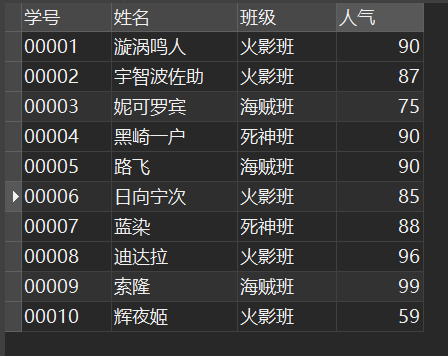 学号 姓名 班级 人气
00001 漩涡鸣人 火影班 90
00002 宇智波佐助 火影班 87
00003 妮可罗宾 海贼班 75
00004 黑崎一户 死神班 90
00005 路飞 海贼班 90
00006 日向宁次 火影班 85
00007 蓝染 死神班 88
00008 迪达拉 火影班 96
00009 索隆 海贼班 99
00010 辉夜姬 火影班 59